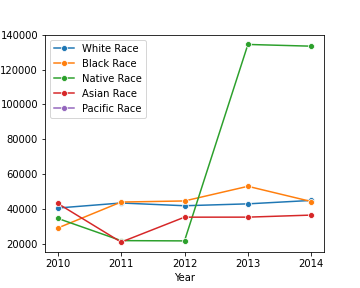 140000
120000
100000
80000
60000
40000
20000
White Race
Black Race
Native Race
Asian Race
Pacific Race
2010 2011 2012 2013 2014
Year